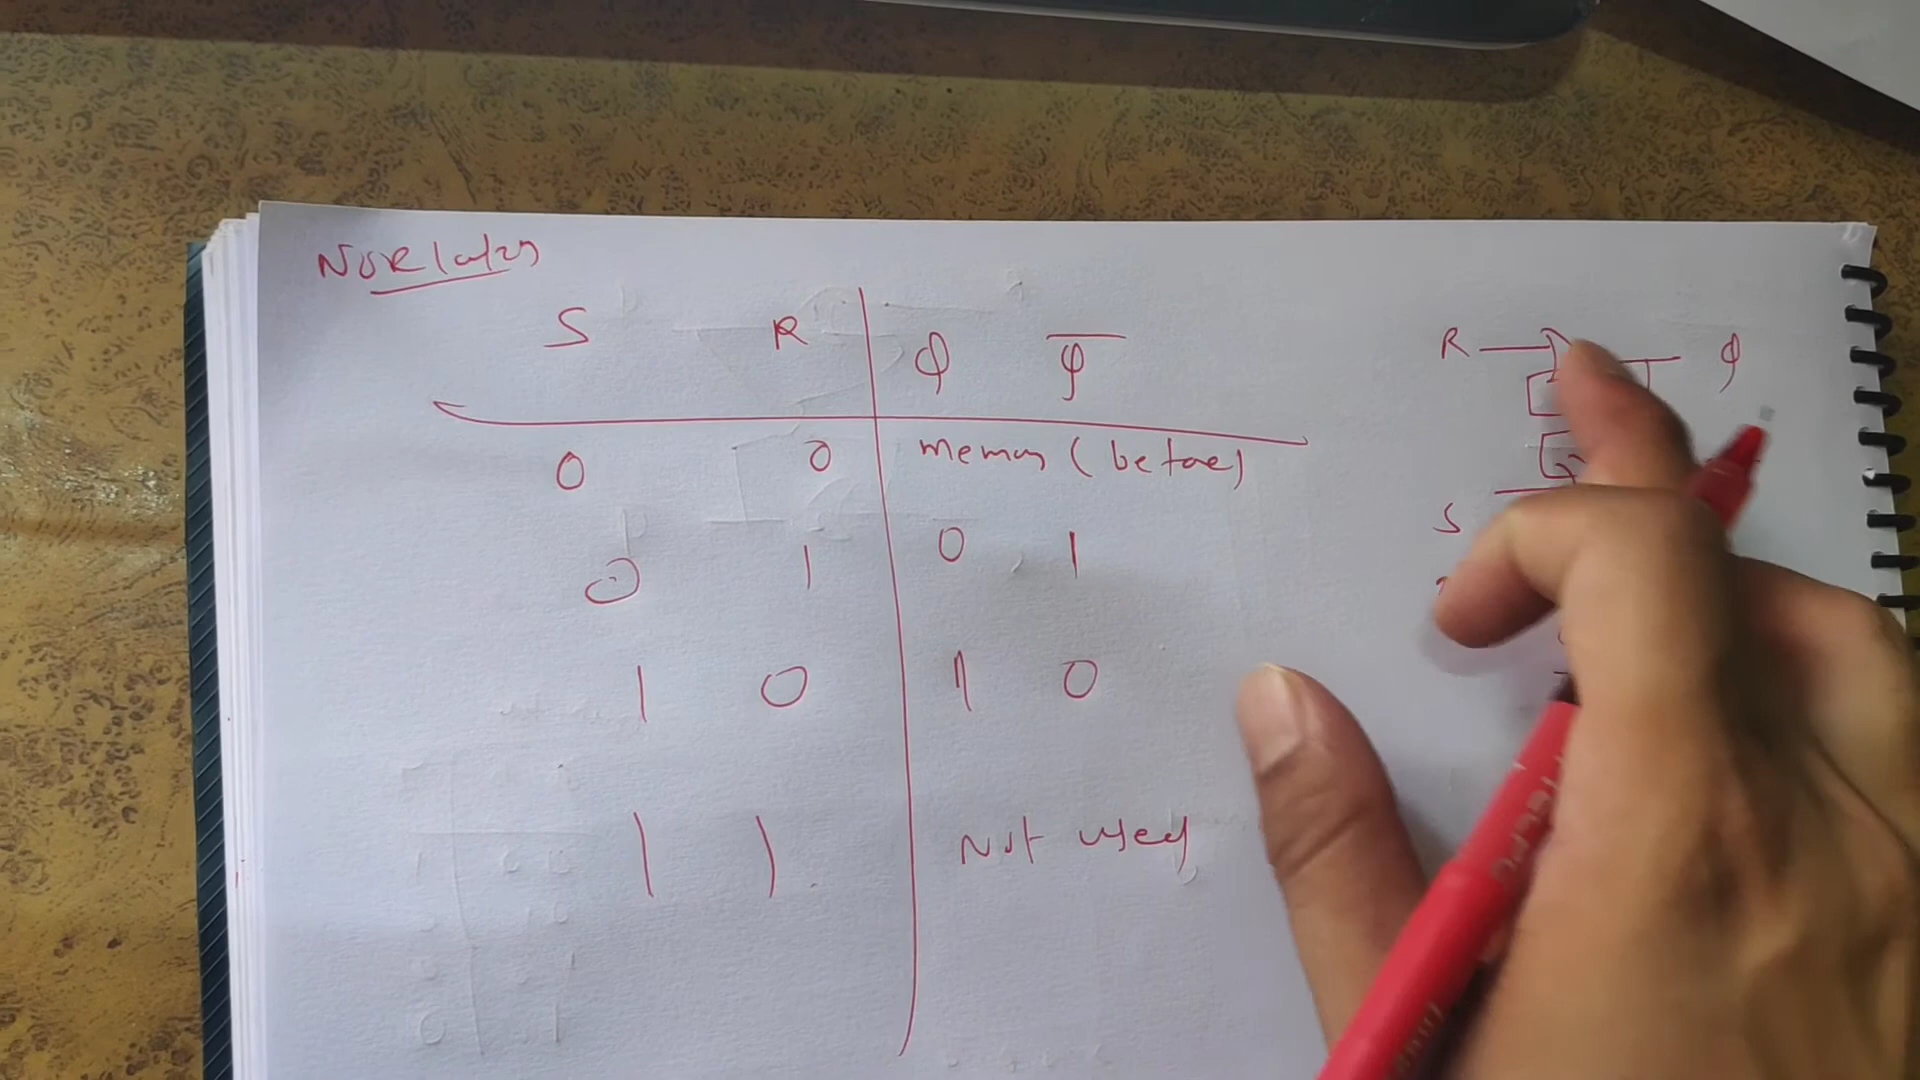 NOR latch
S R Q Q̅
0 0 memory (before)
0 1 0 1
1 0 1 0
1 1 Not used
R Q
S